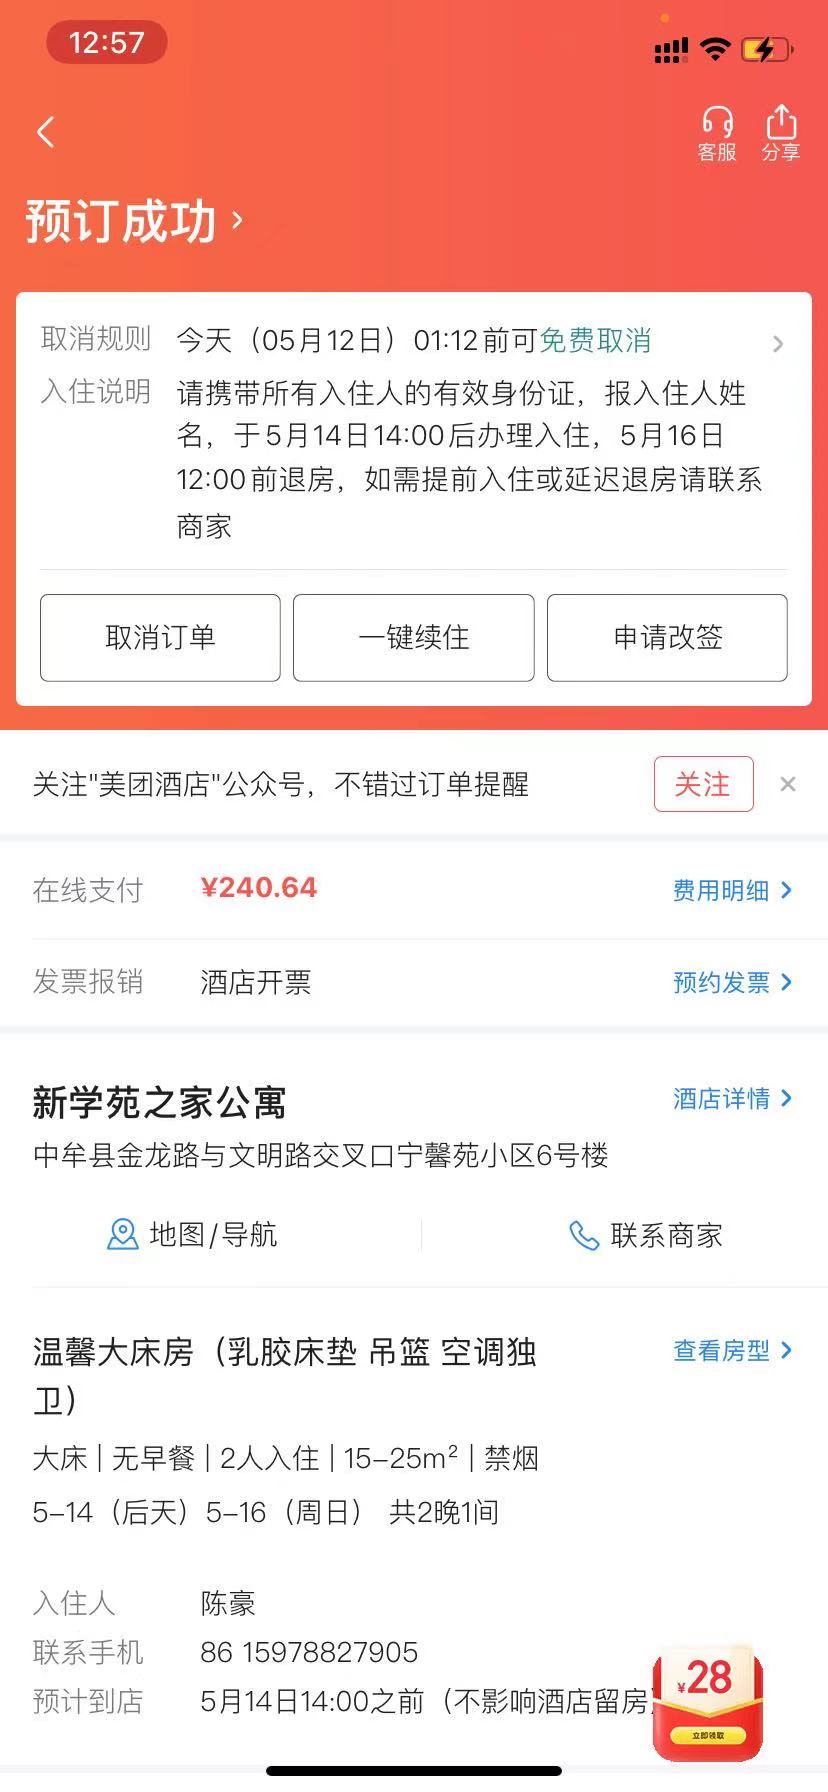 12:57
客服
分享
预订成功
取消规则 今天（05月12日）01:12前可免费取消
入住说明 请携带所有入住人的有效身份证，报入住人姓
名，于5月14日14:00后办理入住，5月16日
12:00前退房，如需提前入住或延迟退房请联系
商家
取消订单 一键续住 申请改签
关注"美团酒店"公众号，不错过订单提醒 关注 ×
在线支付 ¥240.64 费用明细
发票报销 酒店开票 预约发票
新学苑之家公寓 酒店详情
中牟县金龙路与文明路交叉口宁馨苑小区6号楼
地图/导航 联系商家
温馨大床房（乳胶床垫 吊篮 空调独 查看房型
卫）
大床 | 无早餐 | 2人入住 | 15-25m² | 禁烟
5-14（后天）5-16（周日） 共2晚1间
入住人 陈豪
联系手机 86 15978827905
预计到店 5月14日14:00之前（不影响酒店留房）
¥28
立即领取